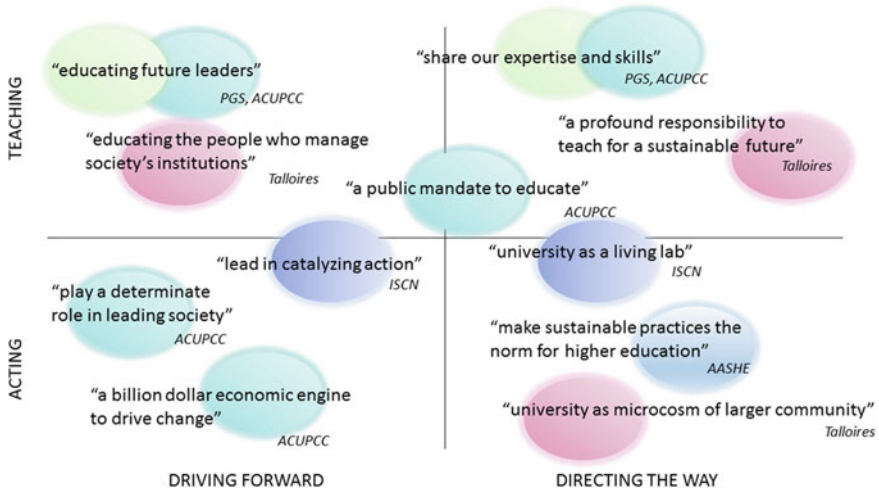 TEACHING
“educating future leaders”
PGS, ACUPCC
“educating the people who manage
society’s institutions”
Talloires
“share our expertise and skills”
PGS, ACUPCC
“a profound responsibility to
teach for a sustainable future”
Talloires
“a public mandate to educate”
ACUPCC
ACTING
“lead in catalyzing action”
ISCN
“play a determinate
role in leading society”
ACUPCC
“a billion dollar economic engine
to drive change”
ACUPCC
“university as a living lab”
ISCN
“make sustainable practices the
norm for higher education”
AASHE
“university as microcosm of larger community”
Talloires
DRIVING FORWARD
DIRECTING THE WAY